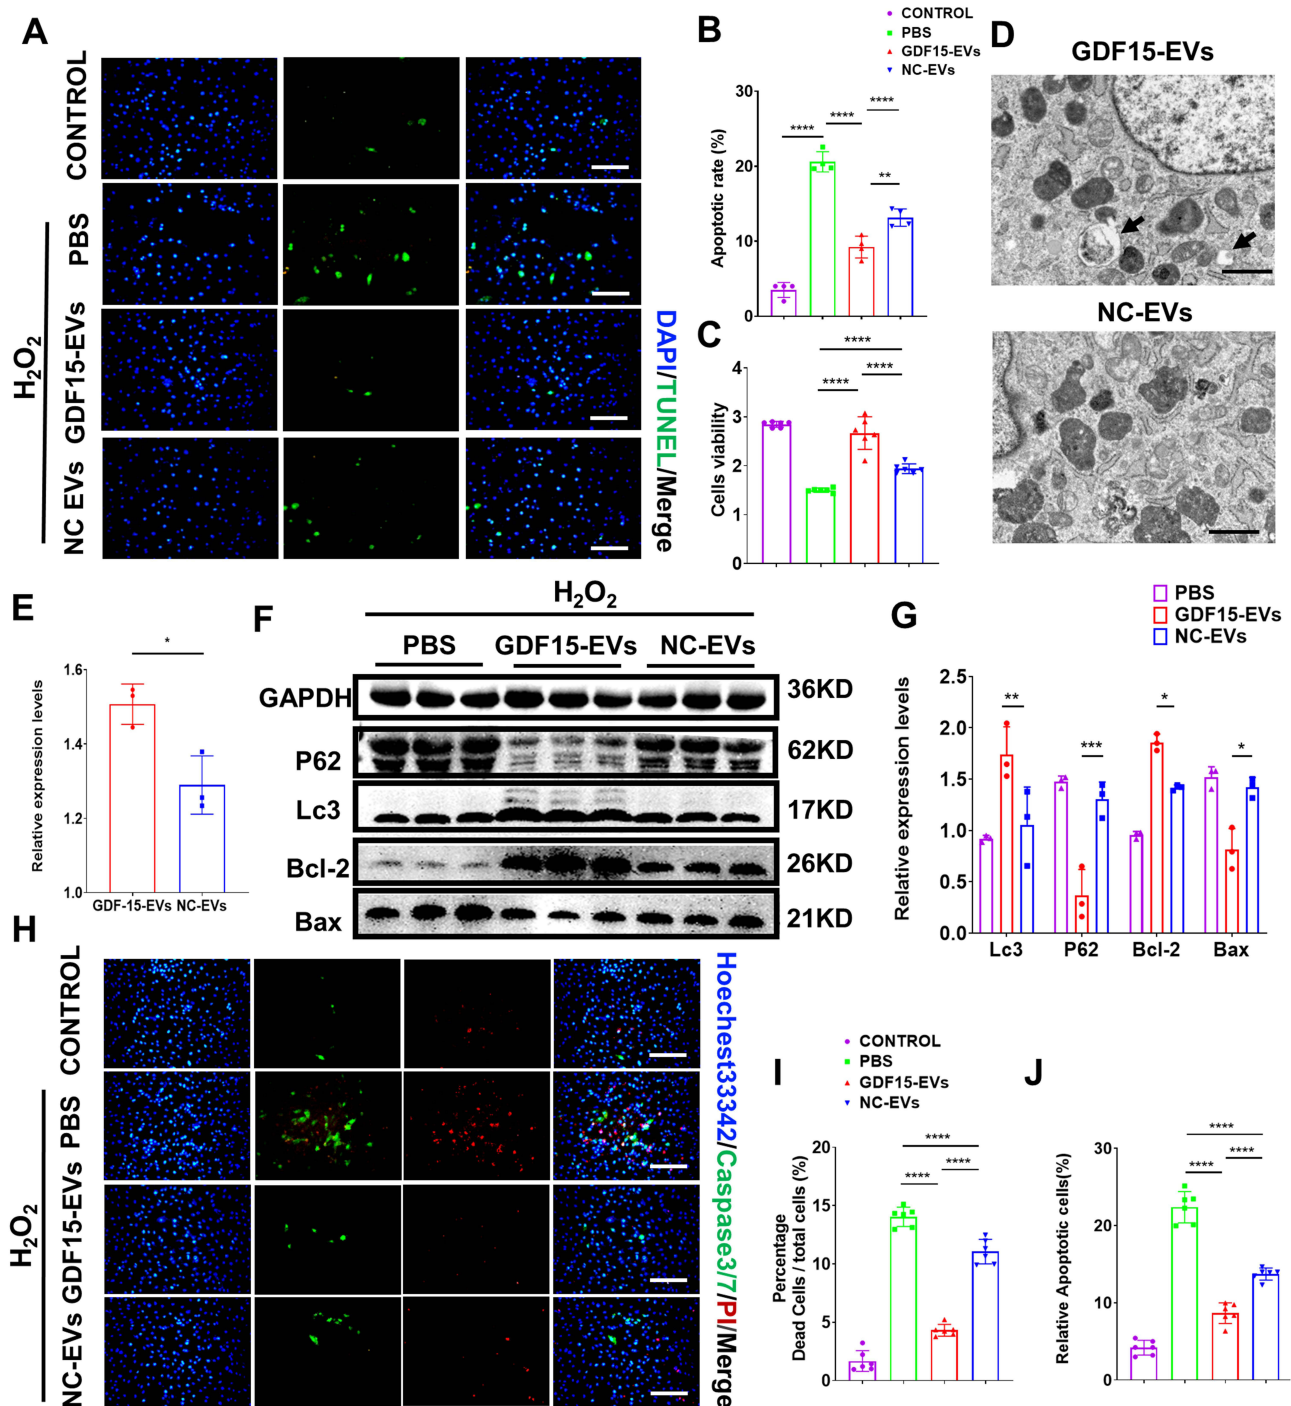 A
CONTROL
PBS
GDF15-EVs
NC EVs
H2O2
DAPI/TUNEL/Merge
B
CONTROL
PBS
GDF15-EVs
NC-EVs
Apoptotic rate (%)
30
20
10
0
****
****
****
**
C
Cells viability
4
3
2
1
0
****
****
****
D
GDF15-EVs
NC-EVs
E
Relative expression levels
1.6
1.4
1.2
1.0
*
GDF-15-EVs NC-EVs
F
H2O2
PBS GDF15-EVs NC-EVs
GAPDH 36KD
P62 62KD
Lc3 17KD
Bcl-2 26KD
Bax 21KD
G
PBS
GDF15-EVs
NC-EVs
Relative expression levels
2.5
2.0
1.5
1.0
0.5
0.0
**
***
*
*
Lc3 P62 Bcl-2 Bax
H
CONTROL
PBS
GDF15-EVs
NC-EVs
H2O2
Hoechest33342/Caspase3/7/PI/Merge
I
CONTROL
PBS
GDF15-EVs
NC-EVs
Percentage
Dead Cells / total cells (%)
20
15
10
5
0
****
****
****
J
Relative Apoptotic cells(%)
30
20
10
0
****
****
****